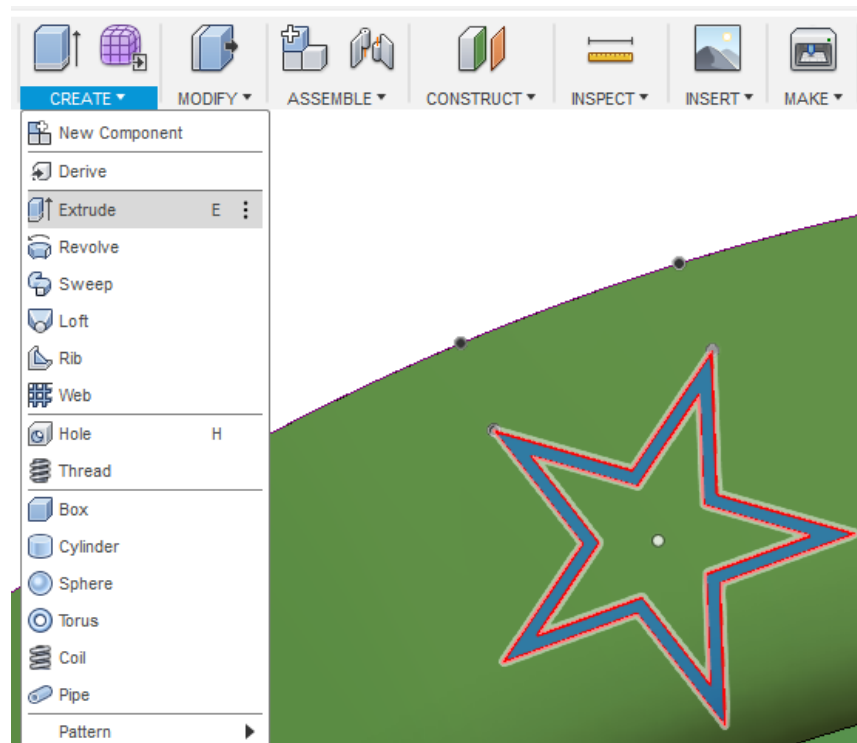 CREATE ▾ MODIFY ▾ ASSEMBLE ▾ CONSTRUCT ▾ INSPECT ▾ INSERT ▾ MAKE ▾
New Component
Derive
Extrude E
Revolve
Sweep
Loft
Rib
Web
Hole H
Thread
Box
Cylinder
Sphere
Torus
Coil
Pipe
Pattern